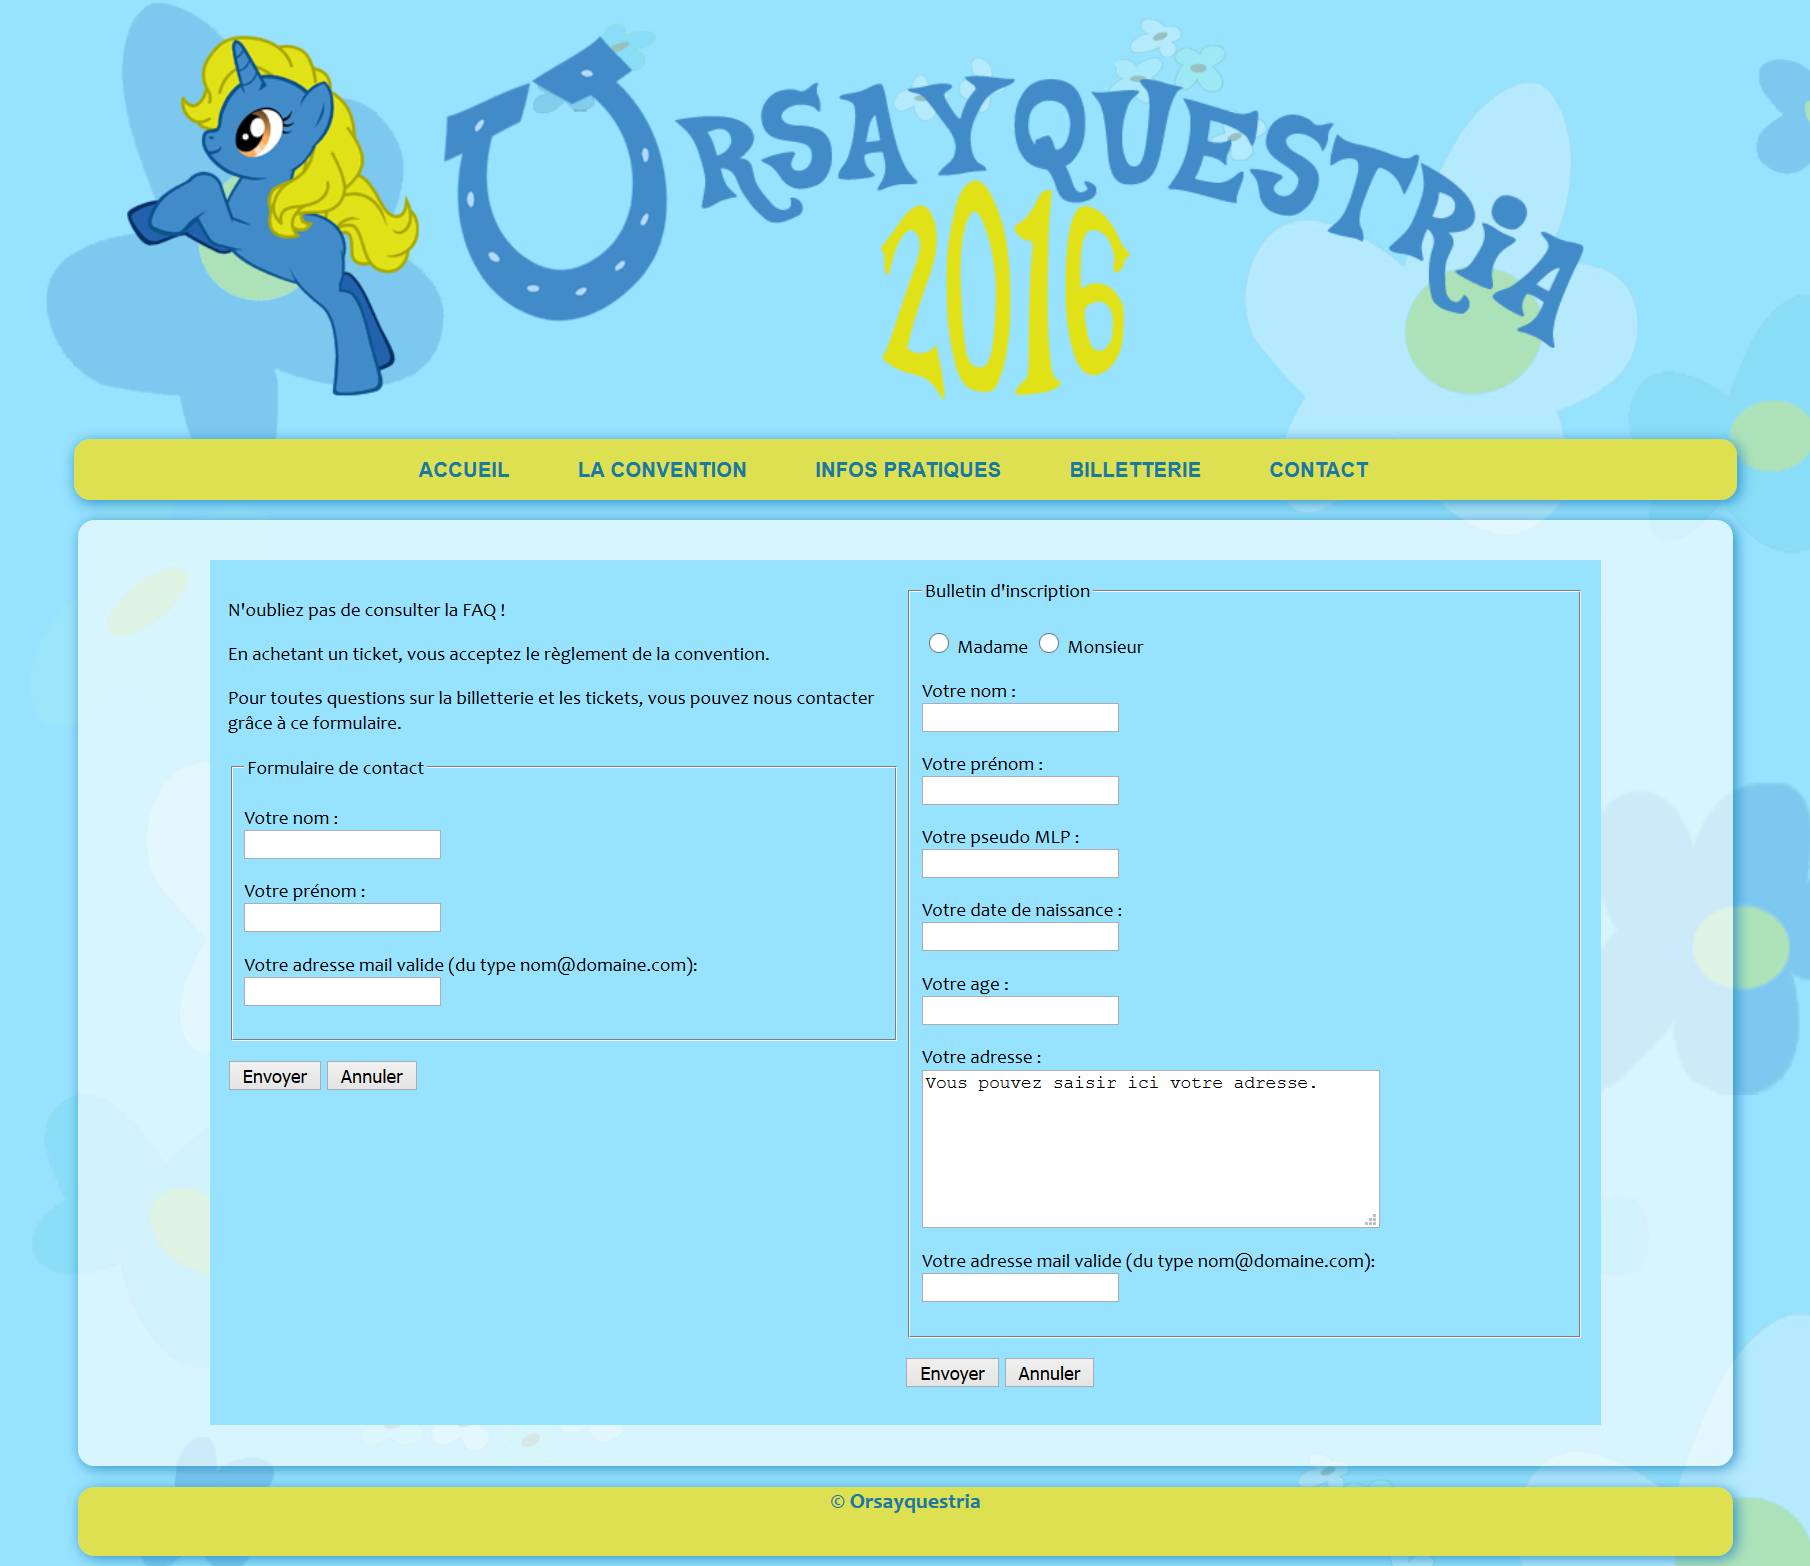 ORSAYQUESTRIA
2016
ACCUEIL LA CONVENTION INFOS PRATIQUES BILLETTERIE CONTACT
N'oubliez pas de consulter la FAQ !
En achetant un ticket, vous acceptez le règlement de la convention.
Pour toutes questions sur la billetterie et les tickets, vous pouvez nous contacter
grâce à ce formulaire.
Formulaire de contact
Votre nom :
Votre prénom :
Votre adresse mail valide (du type nom@domaine.com):
Envoyer Annuler
Bulletin d'inscription
Madame Monsieur
Votre nom :
Votre prénom :
Votre pseudo MLP :
Votre date de naissance :
Votre age :
Votre adresse :
Vous pouvez saisir ici votre adresse.
Votre adresse mail valide (du type nom@domaine.com):
Envoyer Annuler
© Orsayquestria